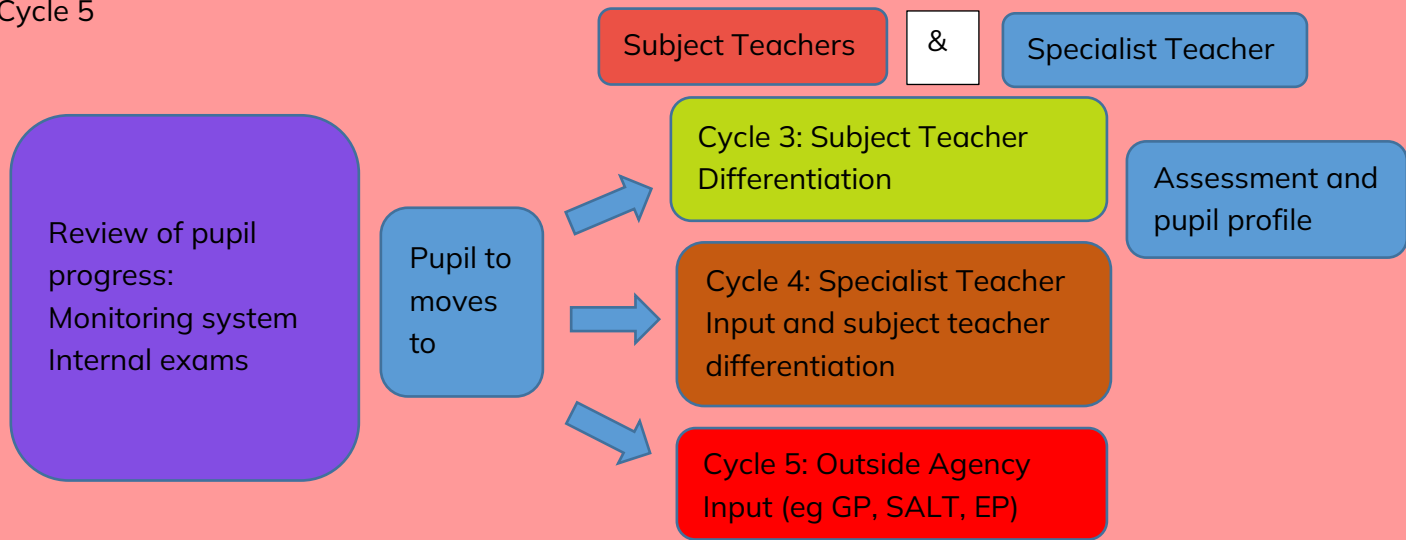 Cycle 5
Subject Teachers
&
Specialist Teacher
Review of pupil
progress:
Monitoring system
Internal exams
Pupil to
moves
to
Cycle 3: Subject Teacher
Differentiation
Assessment and
pupil profile
Cycle 4: Specialist Teacher
Input and subject teacher
differentiation
Cycle 5: Outside Agency
Input (eg GP, SALT, EP)